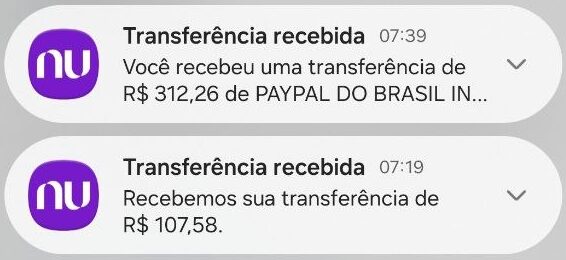 nu
Transferência recebida 07:39
Você recebeu uma transferência de
R$ 312,26 de PAYPAL DO BRASIL IN...
nu
Transferência recebida 07:19
Recebemos sua transferência de
R$ 107,58.